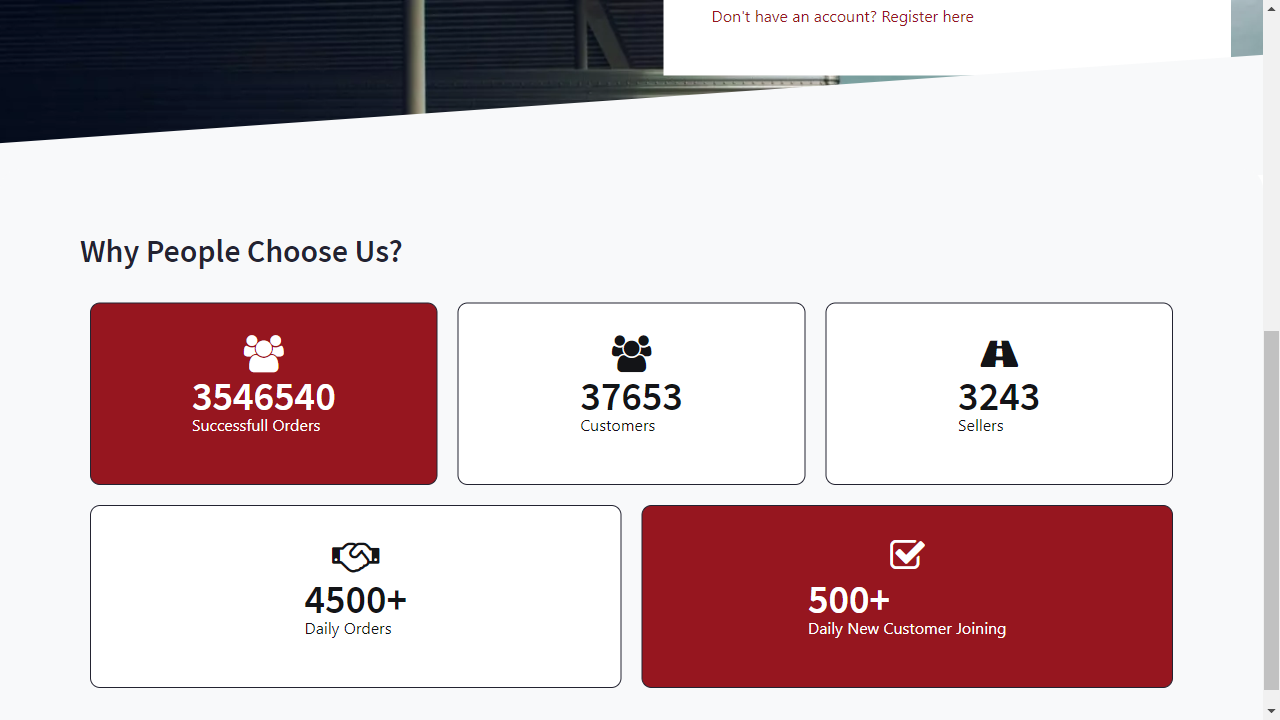 Don't have an account? Register here
Why People Choose Us?
3546540
Successfull Orders
37653
Customers
3243
Sellers
4500+
Daily Orders
500+
Daily New Customer Joining